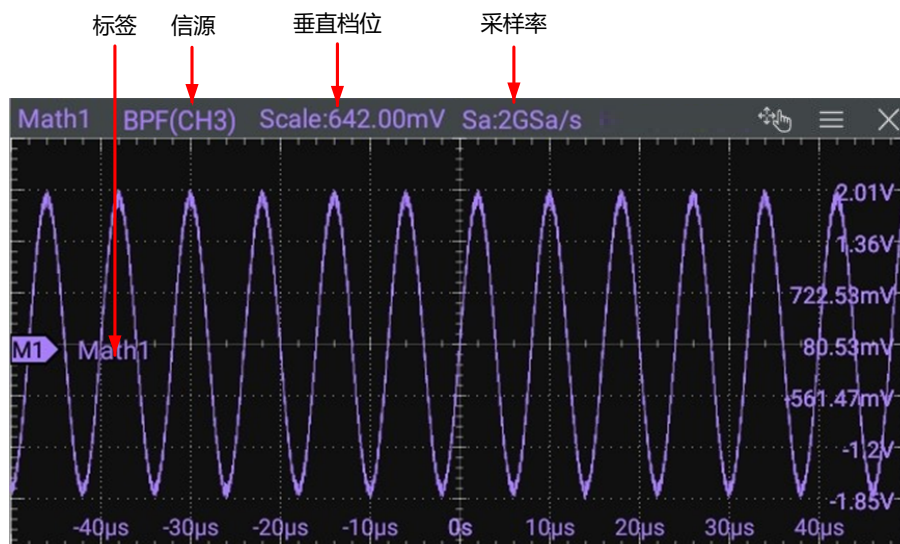 标签 信源 垂直档位 采样率
Math1 BPF(CH3) Scale:642.00mV Sa:2GSa/s
2.01V
1.36V
722.53mV
M1 Math1 80.53mV
-561.47mV
-1.2V
-1.85V
-40μs -30μs -20μs -10μs 0s 10μs 20μs 30μs 40μs